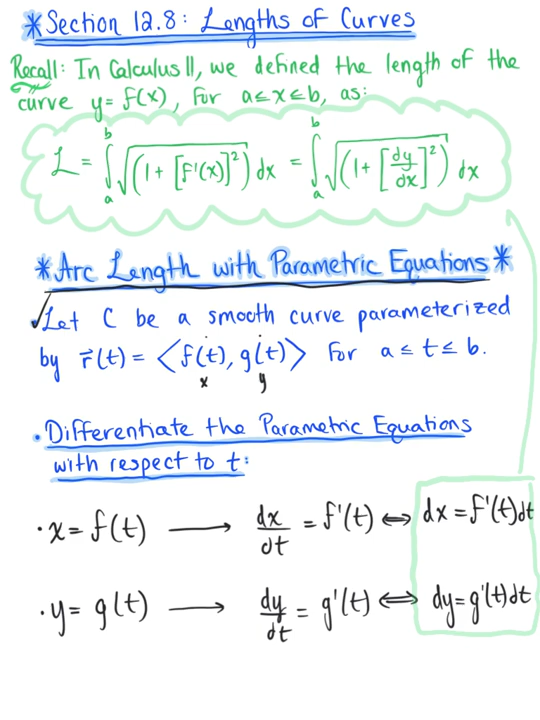 *Section 12.8: Lengths of Curves
Recall: In Calculus II, we defined the length of the
curve y= f(x), for a≤x≤b, as:
L = ∫_a^b √(1+[f'(x)]²) dx = ∫_a^b √(1+[dy/dx]²) dx
*Arc Length with Parametric Equations*
✓Let C be a smooth curve parameterized
by r⃗(t) = <f(t), g(t)> for a ≤ t ≤ b.
x y
• Differentiate the Parametric Equations
with respect to t:
• x = f(t) → dx/dt = f'(t) ⇔ dx = f'(t)dt
• y = g(t) → dy/dt = g'(t) ⇔ dy = g'(t)dt